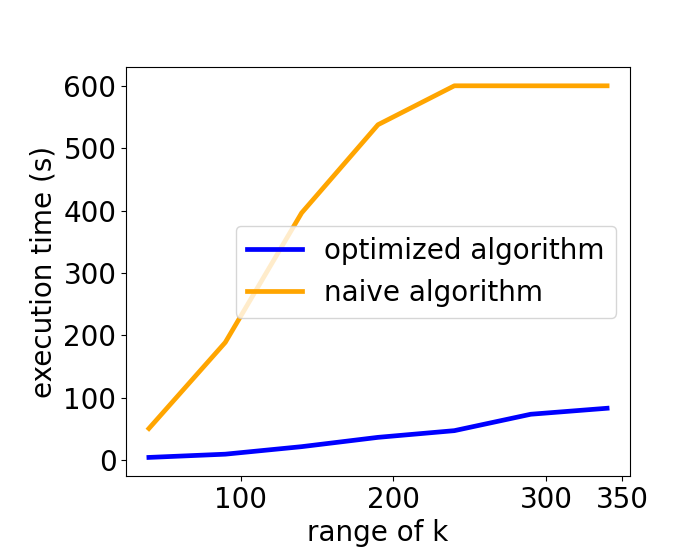 600
500
400
300
200
100
0
execution time (s)
optimized algorithm
naive algorithm
100 200 300 350
range of k